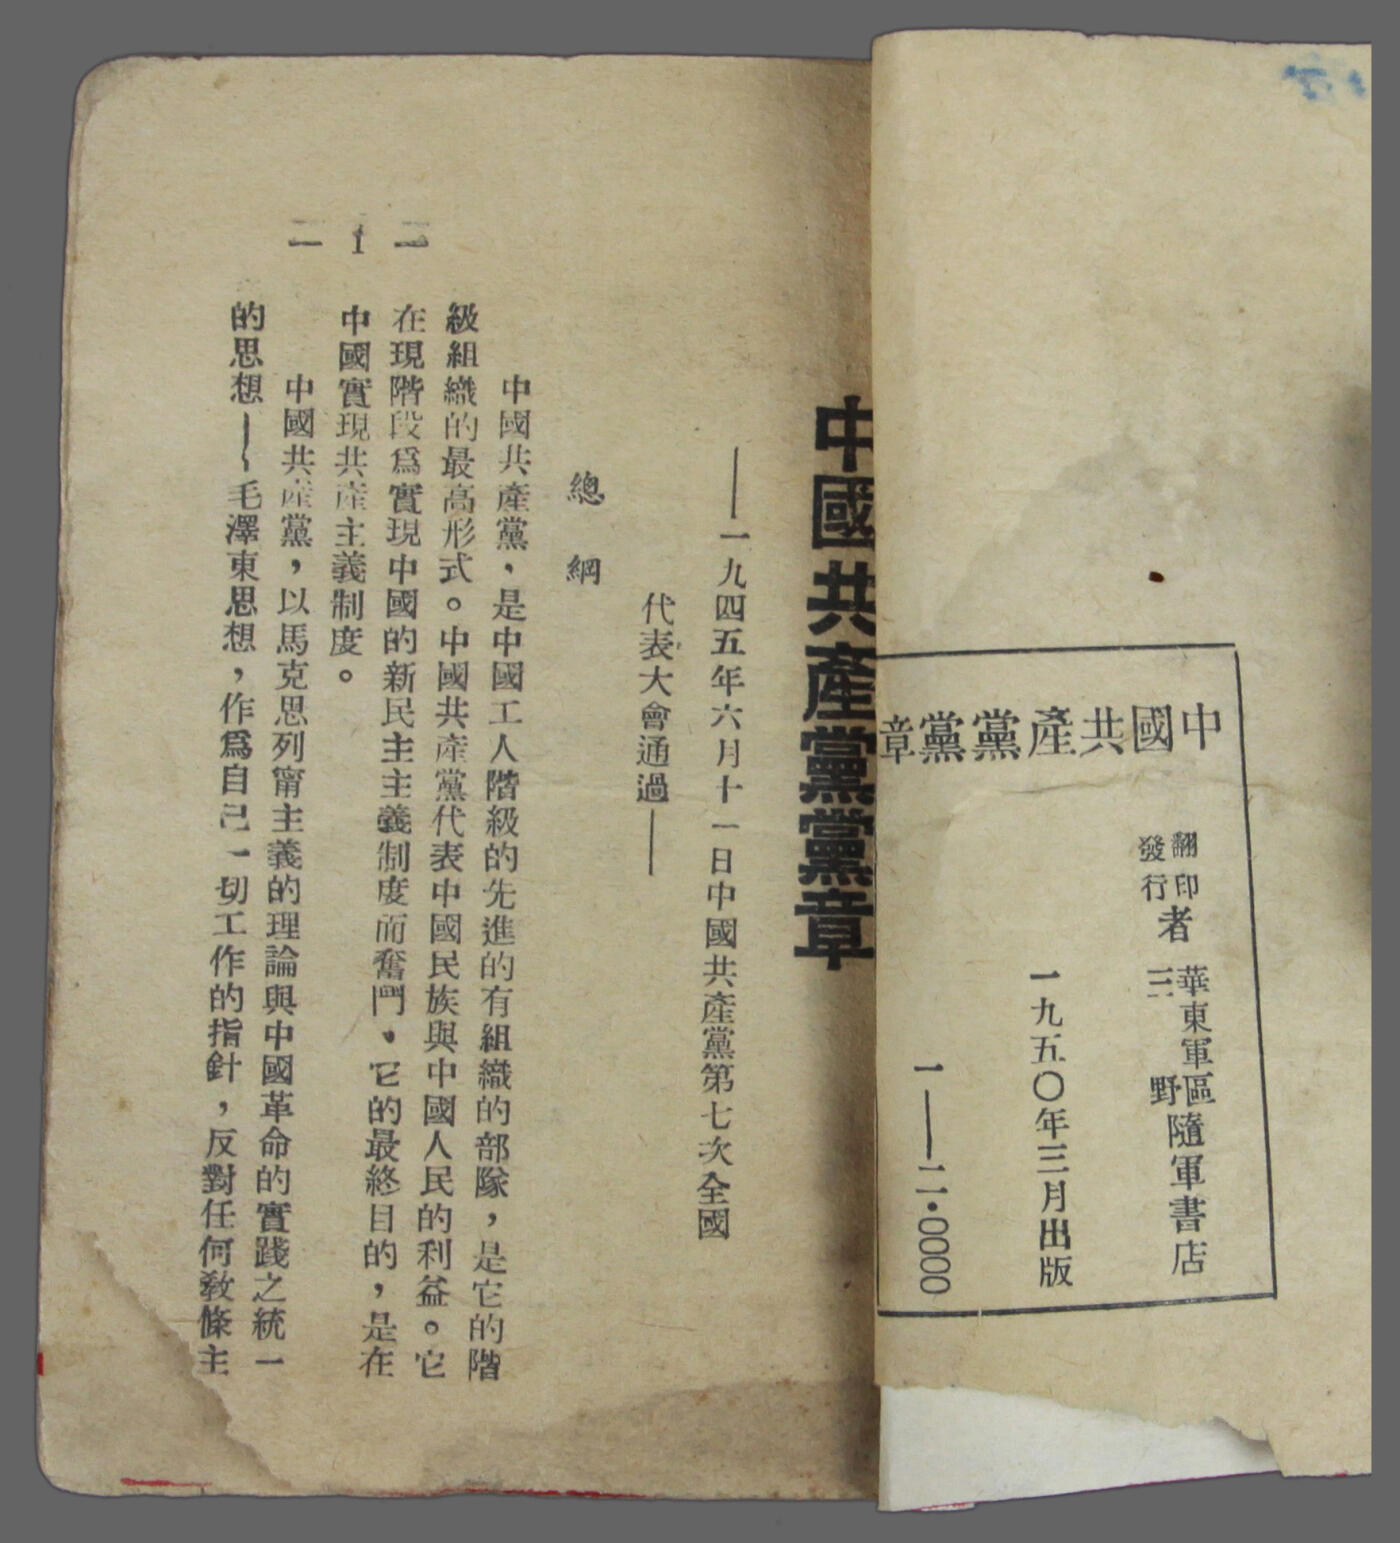 中國共產黨黨章
翻印
發行
者
華東軍區
三野
隨軍書店
一九五〇年三月出版
一——二·0000
中國共產黨黨章
——一九四五年六月十一日中國共產黨第七次全國
代表大會通過——
總綱
中國共產黨，是中國工人階級的先進的有組織的部隊，是它的階
級組織的最高形式。中國共產黨代表中國民族與中國人民的利益。它
在現階段爲實現中國的新民主主義制度而奮鬥，它的最終目的，是在
中國實現共產主義制度。
中國共產黨，以馬克思列甯主義的理論與中國革命的實踐之統一
的思想——毛澤東思想，作爲自己一切工作的指針，反對任何敎條主
1